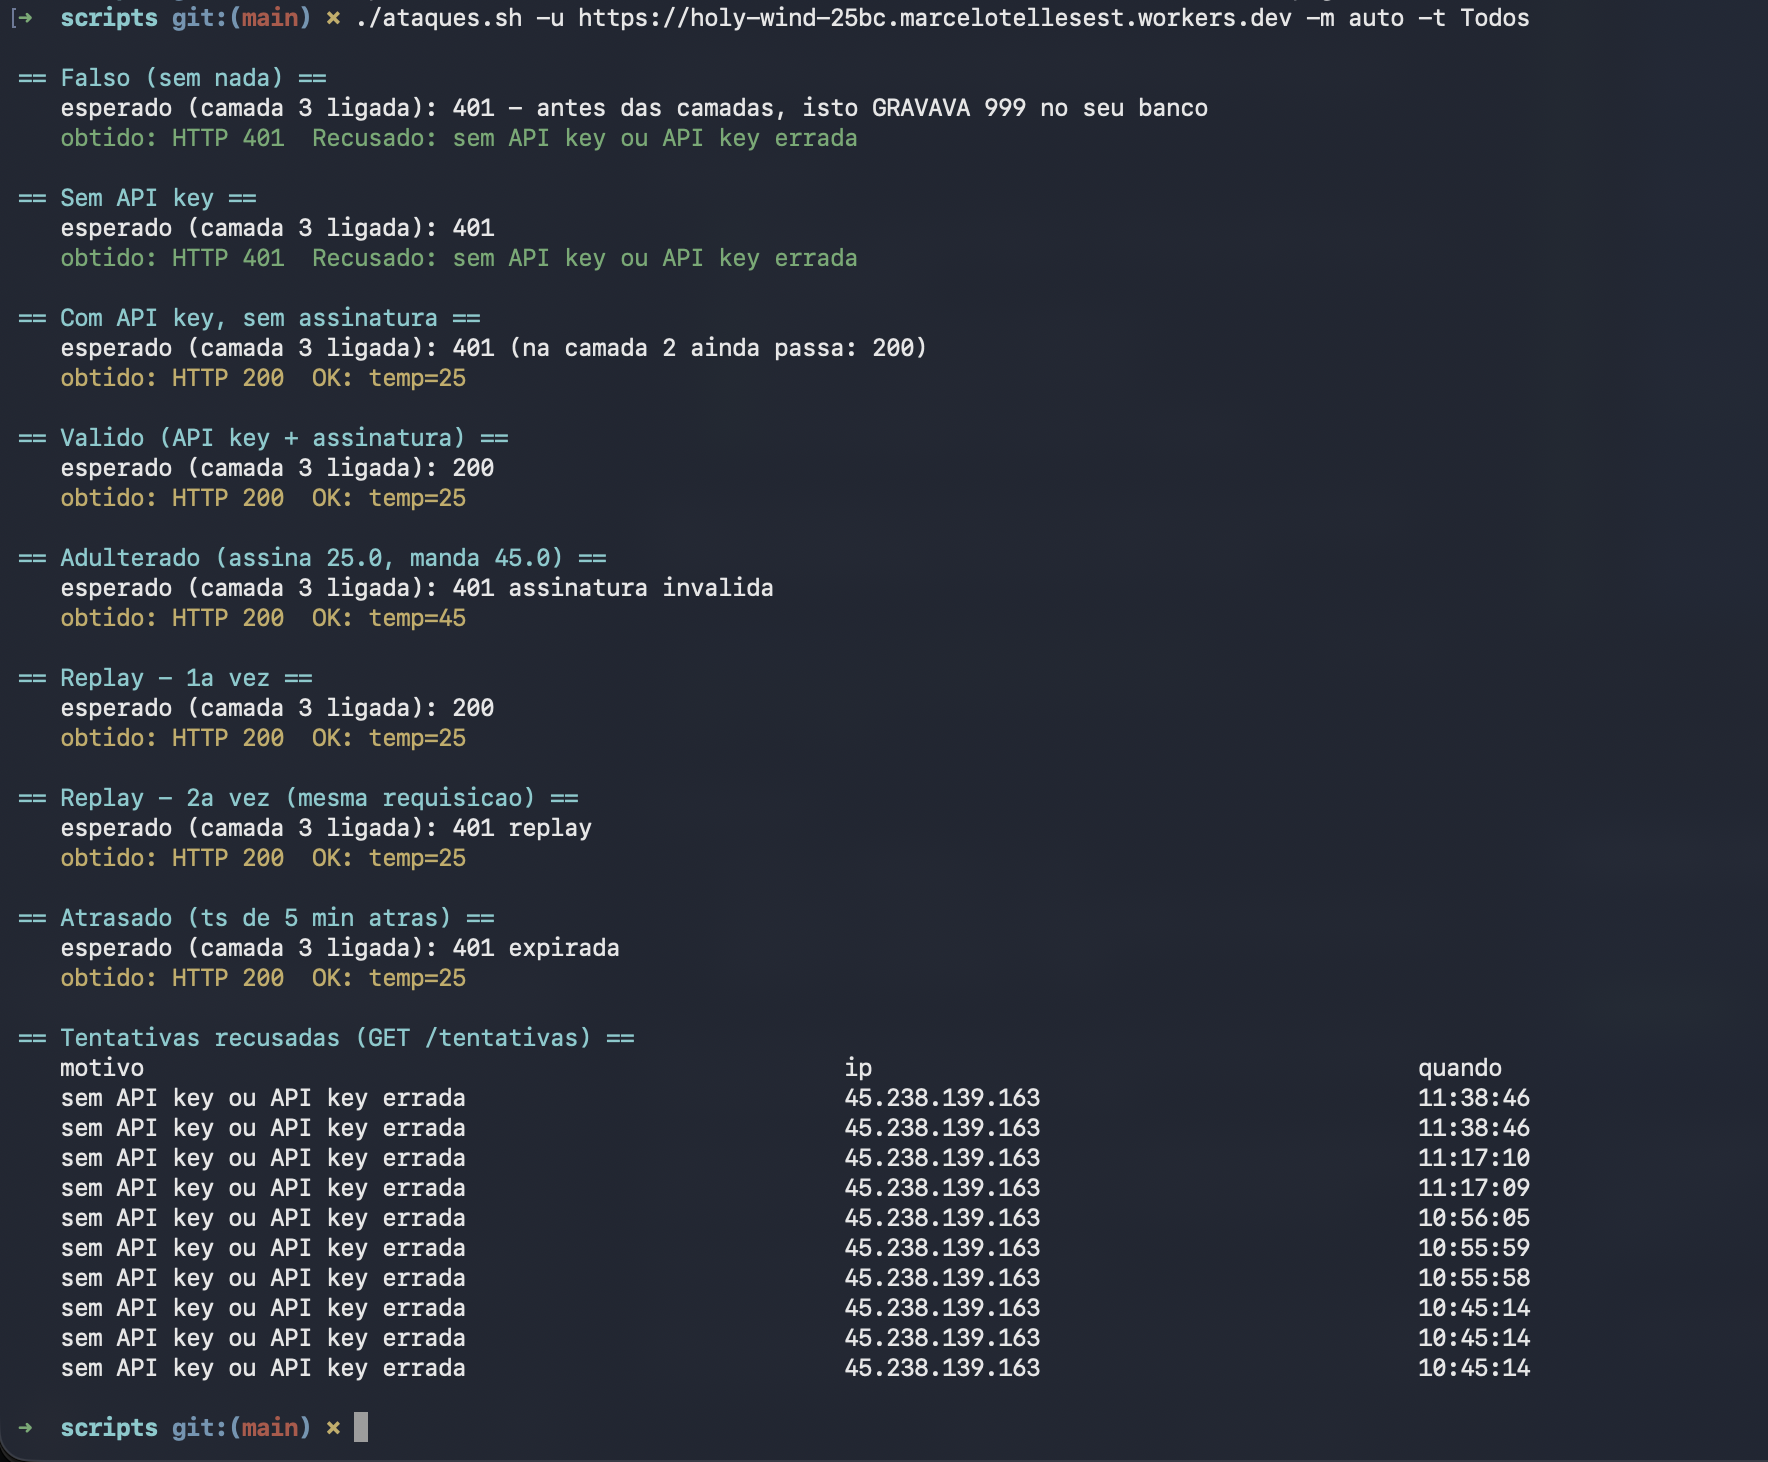 [➜  scripts git:(main) ✗ ./ataques.sh -u https://holy-wind-25bc.marcelotellesest.workers.dev -m auto -t Todos
== Falso (sem nada) ==
esperado (camada 3 ligada): 401 — antes das camadas, isto GRAVAVA 999 no seu banco
obtido: HTTP 401  Recusado: sem API key ou API key errada
== Sem API key ==
esperado (camada 3 ligada): 401
obtido: HTTP 401  Recusado: sem API key ou API key errada
== Com API key, sem assinatura ==
esperado (camada 3 ligada): 401 (na camada 2 ainda passa: 200)
obtido: HTTP 200  OK: temp=25
== Valido (API key + assinatura) ==
esperado (camada 3 ligada): 200
obtido: HTTP 200  OK: temp=25
== Adulterado (assina 25.0, manda 45.0) ==
esperado (camada 3 ligada): 401 assinatura invalida
obtido: HTTP 200  OK: temp=45
== Replay — 1a vez ==
esperado (camada 3 ligada): 200
obtido: HTTP 200  OK: temp=25
== Replay — 2a vez (mesma requisicao) ==
esperado (camada 3 ligada): 401 replay
obtido: HTTP 200  OK: temp=25
== Atrasado (ts de 5 min atras) ==
esperado (camada 3 ligada): 401 expirada
obtido: HTTP 200  OK: temp=25
== Tentativas recusadas (GET /tentativas) ==
motivo ip quando
sem API key ou API key errada 45.238.139.163 11:38:46
sem API key ou API key errada 45.238.139.163 11:38:46
sem API key ou API key errada 45.238.139.163 11:17:10
sem API key ou API key errada 45.238.139.163 11:17:09
sem API key ou API key errada 45.238.139.163 10:56:05
sem API key ou API key errada 45.238.139.163 10:55:59
sem API key ou API key errada 45.238.139.163 10:55:58
sem API key ou API key errada 45.238.139.163 10:45:14
sem API key ou API key errada 45.238.139.163 10:45:14
sem API key ou API key errada 45.238.139.163 10:45:14
➜  scripts git:(main) ✗